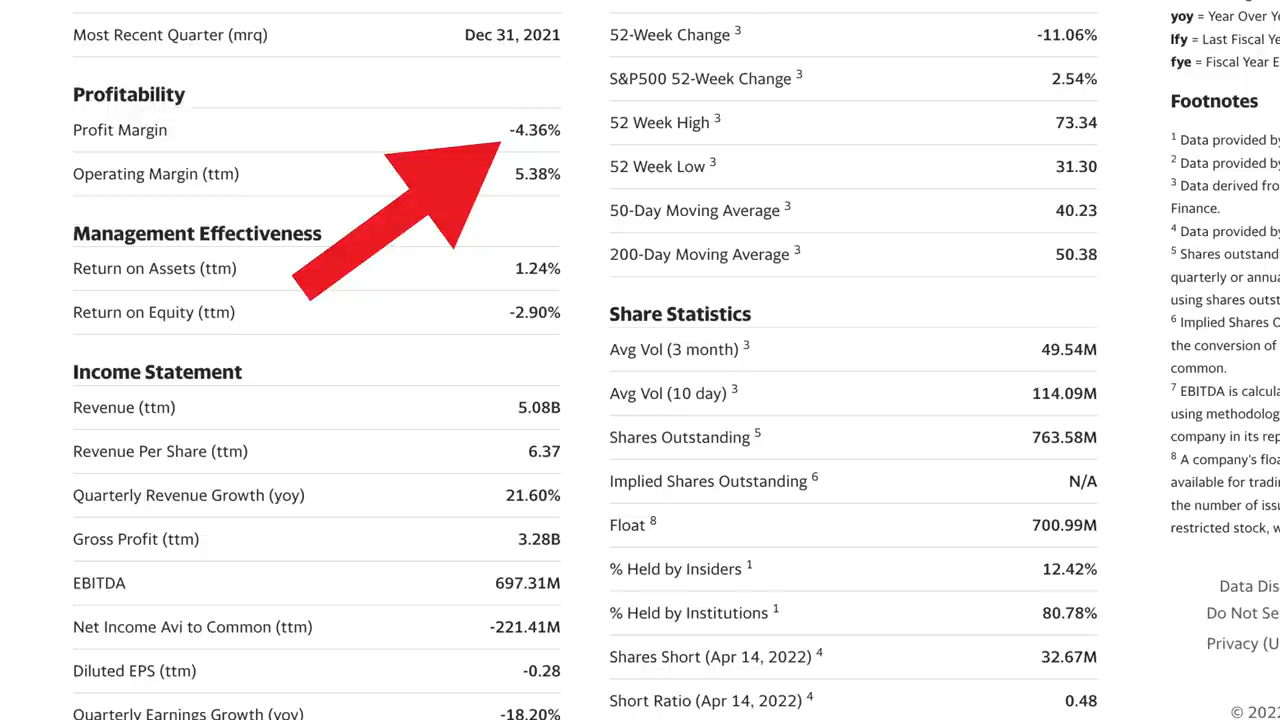 Most Recent Quarter (mrq) Dec 31, 2021
Profitability
Profit Margin -4.36%
Operating Margin (ttm) 5.38%
Management Effectiveness
Return on Assets (ttm) 1.24%
Return on Equity (ttm) -2.90%
Income Statement
Revenue (ttm) 5.08B
Revenue Per Share (ttm) 6.37
Quarterly Revenue Growth (yoy) 21.60%
Gross Profit (ttm) 3.28B
EBITDA 697.31M
Net Income Avi to Common (ttm) -221.41M
Diluted EPS (ttm) -0.28
Quarterly Earnings Growth (yoy) -18.20%
52-Week Change 3 -11.06%
S&P500 52-Week Change 3 2.54%
52 Week High 3 73.34
52 Week Low 3 31.30
50-Day Moving Average 3 40.23
200-Day Moving Average 3 50.38
Share Statistics
Avg Vol (3 month) 3 49.54M
Avg Vol (10 day) 3 114.09M
Shares Outstanding 5 763.58M
Implied Shares Outstanding 6 N/A
Float 8 700.99M
% Held by Insiders 1 12.42%
% Held by Institutions 1 80.78%
Shares Short (Apr 14, 2022) 4 32.67M
Short Ratio (Apr 14, 2022) 4 0.48
yoy = Year Over
lfy = Last Fiscal
fye = Fiscal Year
Footnotes
1 Data provided by
2 Data provided by
3 Data derived
Finance.
4 Data provided by
5 Shares
quarterly or
using shares
6 Implied Shares
the conversion of
common.
7 EBITDA is
using
company in its
8 A company's
available for
the number of
restricted stock,
Data
Do Not
Privacy
©